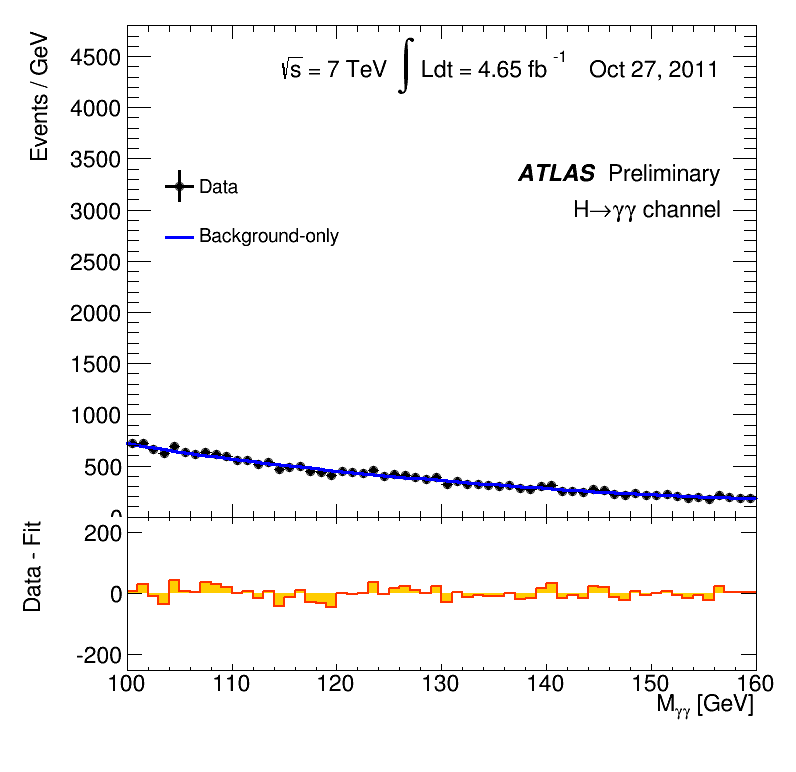 Events / GeV
4500
4000
3500
3000
2500
2000
1500
1000
500
0
√s = 7 TeV ∫ Ldt = 4.65 fb⁻¹ Oct 27, 2011
ATLAS Preliminary
H→γγ channel
Data
Background-only
Data - Fit
200
0
-200
100 110 120 130 140 150 160
Mγγ [GeV]